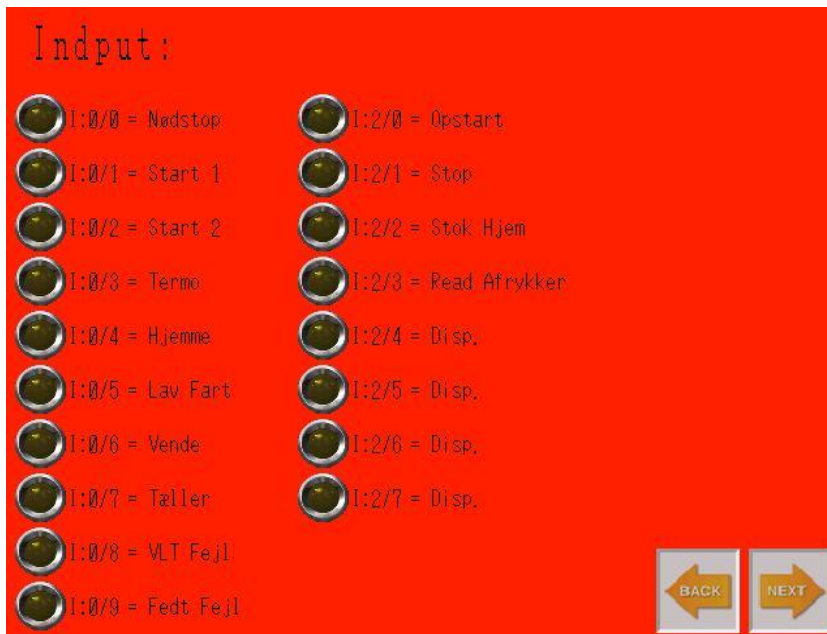 Indput:
I:0/0 = Nødstop
I:0/1 = Start 1
I:0/2 = Start 2
I:0/3 = Termo
I:0/4 = Hjemme
I:0/5 = Lav Fart
I:0/6 = Vende
I:0/7 = Tæller
I:0/8 = VLT Fejl
I:0/9 = Fedt Fejl
I:2/0 = Opstart
I:2/1 = Stop
I:2/2 = Stok Hjem
I:2/3 = Read Afrykker
I:2/4 = Disp.
I:2/5 = Disp.
I:2/6 = Disp.
I:2/7 = Disp.
BACK
NEXT